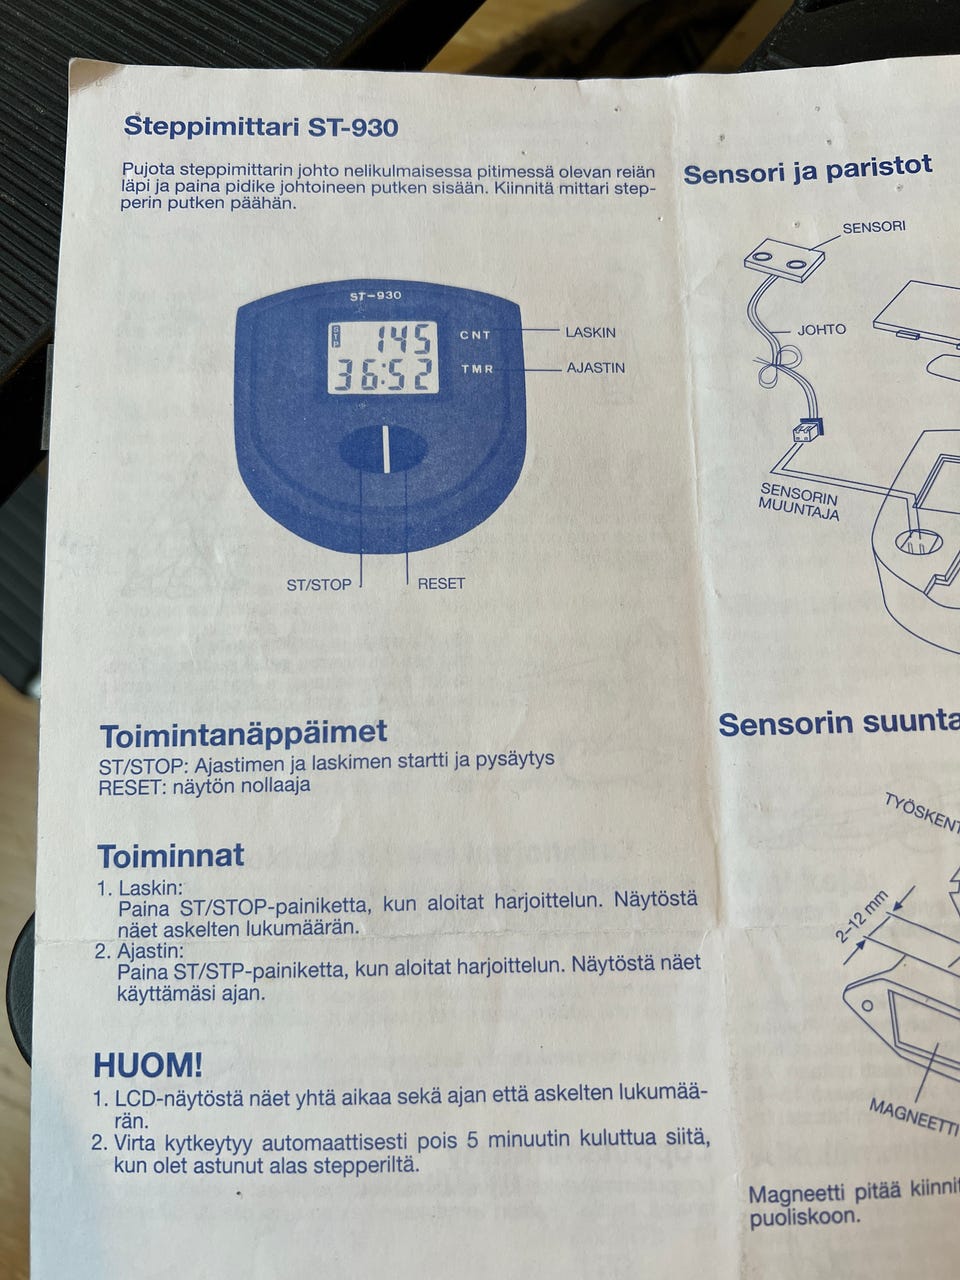 Steppimittari ST-930
Pujota steppimittarin johto nelikulmaisessa pitimessä olevan reiän
läpi ja paina pidike johtoineen putken sisään. Kiinnitä mittari step-
perin putken päähän.
ST-930
STP 145
CNT
LASKIN
36:52
TMR
AJASTIN
ST/STOP
RESET
Toimintanäppäimet
ST/STOP: Ajastimen ja laskimen startti ja pysäytys
RESET: näytön nollaaja
Toiminnat
1. Laskin:
Paina ST/STOP-painiketta, kun aloitat harjoittelun. Näytöstä
näet askelten lukumäärän.
2. Ajastin:
Paina ST/STP-painiketta, kun aloitat harjoittelun. Näytöstä näet
käyttämäsi ajan.
HUOM!
1. LCD-näytöstä näet yhtä aikaa sekä ajan että askelten lukumää-
rän.
2. Virta kytkeytyy automaattisesti pois 5 minuutin kuluttua siitä,
kun olet astunut alas stepperiltä.
Sensori ja paristot
SENSORI
JOHTO
SENSORIN
MUUNTAJA
Sensorin suunta
TYÖSKENT
2–12 mm
MAGNEETTI
Magneetti pitää kiinnit
puoliskoon.